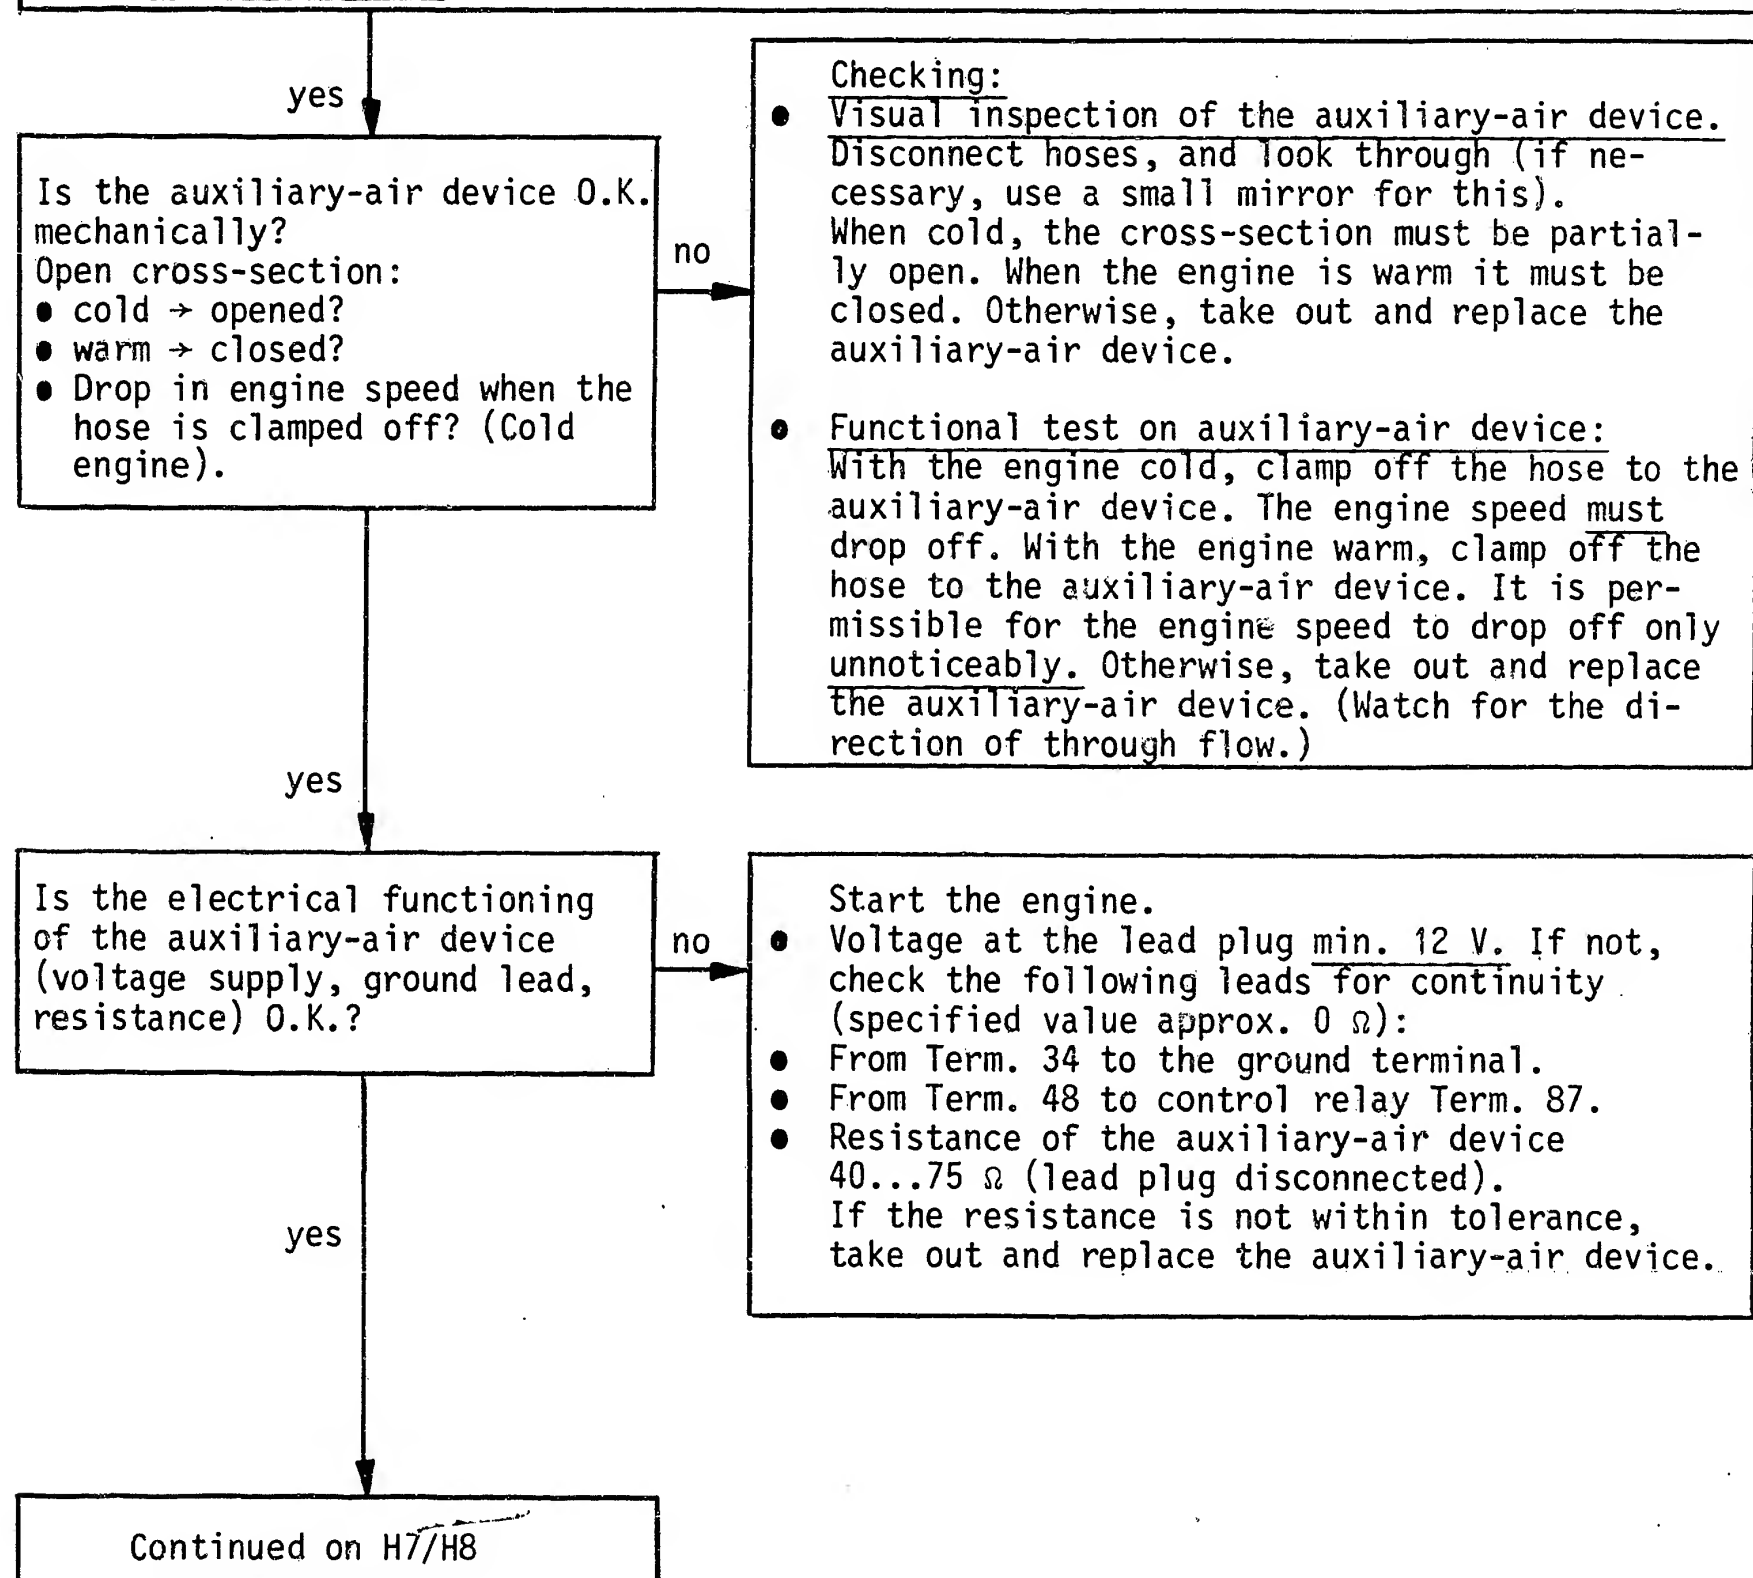 yes
Is the auxiliary-air device O.K.
mechanically?
Open cross-section:
● cold → opened?
● warm → closed?
● Drop in engine speed when the
hose is clamped off? (Cold
engine).
no
Checking:
● Visual inspection of the auxiliary-air device.
Disconnect hoses, and look through (if ne-
cessary, use a small mirror for this).
When cold, the cross-section must be partial-
ly open. When the engine is warm it must be
closed. Otherwise, take out and replace the
auxiliary-air device.
● Functional test on auxiliary-air device:
With the engine cold, clamp off the hose to the
auxiliary-air device. The engine speed must
drop off. With the engine warm, clamp off the
hose to the auxiliary-air device. It is per-
missible for the engine speed to drop off only
unnoticeably. Otherwise, take out and replace
the auxiliary-air device. (Watch for the di-
rection of through flow.)
yes
Is the electrical functioning
of the auxiliary-air device
(voltage supply, ground lead,
resistance) O.K.?
no
Start the engine.
● Voltage at the lead plug min. 12 V. If not,
check the following leads for continuity
(specified value approx. 0 Ω):
● From Term. 34 to the ground terminal.
● From Term. 48 to control relay Term. 87.
● Resistance of the auxiliary-air device
40...75 Ω (lead plug disconnected).
If the resistance is not within tolerance,
take out and replace the auxiliary-air device.
yes
Continued on H7/H8